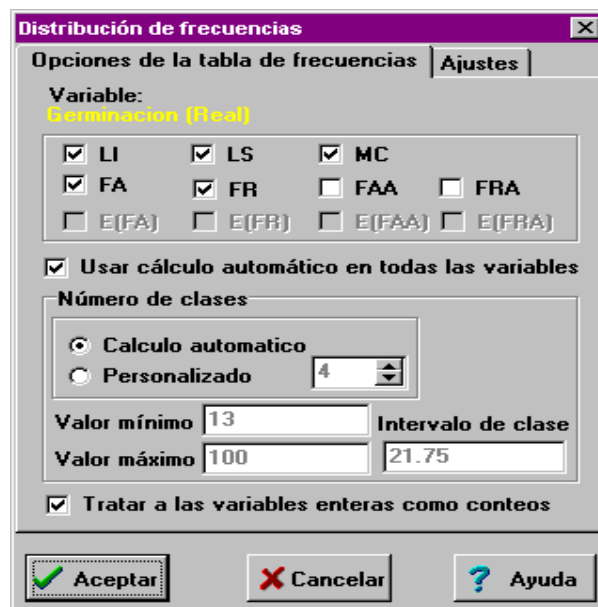 Distribución de frecuencias
Opciones de la tabla de frecuencias Ajustes
Variable:
Germinacion (Real)
LI LS MC
FA FR FAA FRA
E(FA) E(FR) E(FAA) E(FRA)
Usar cálculo automático en todas las variables
Número de clases
Calculo automatico
Personalizado 4
Valor mínimo 13 Intervalo de clase
Valor máximo 100 21.75
Tratar a las variables enteras como conteos
Aceptar Cancelar ? Ayuda